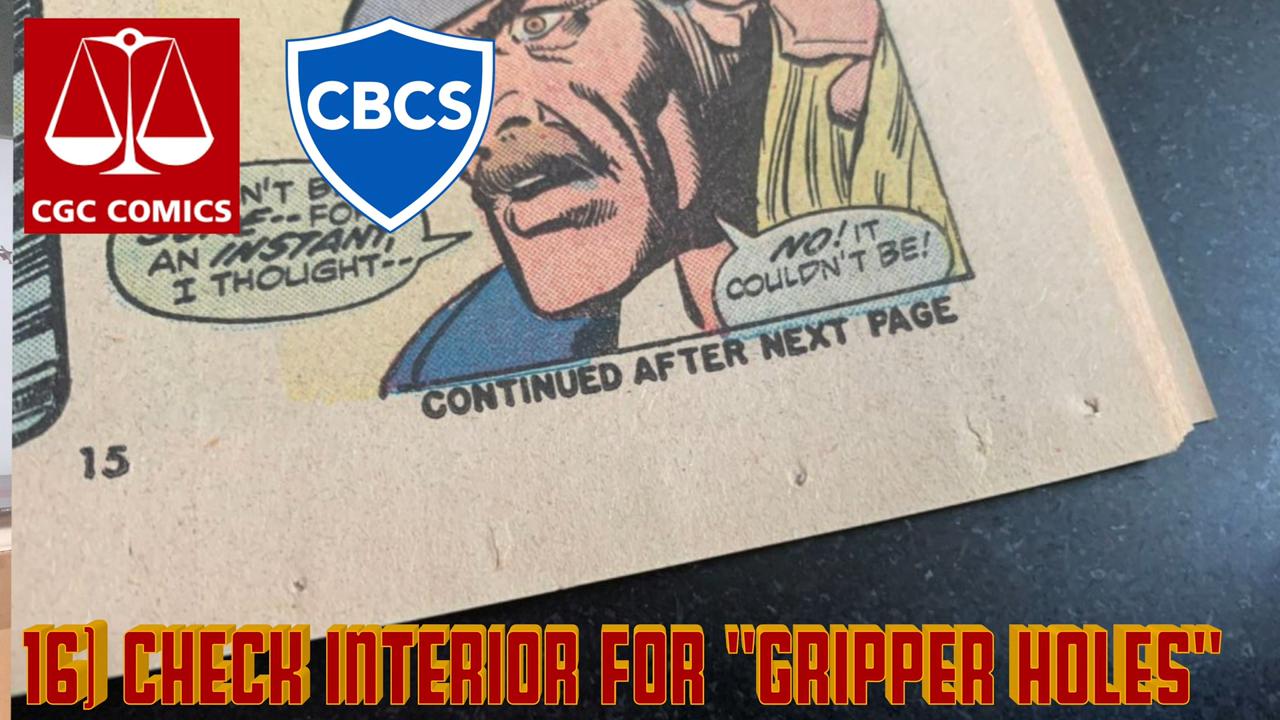 CGC COMICS
CBCS
N'T B
FO
AN INSTANT,
I THOUGHT--
NO! IT
COULDN'T BE!
CONTINUED AFTER NEXT PAGE
15
16) CHECK INTERIOR FOR "GRIPPER HOLES"